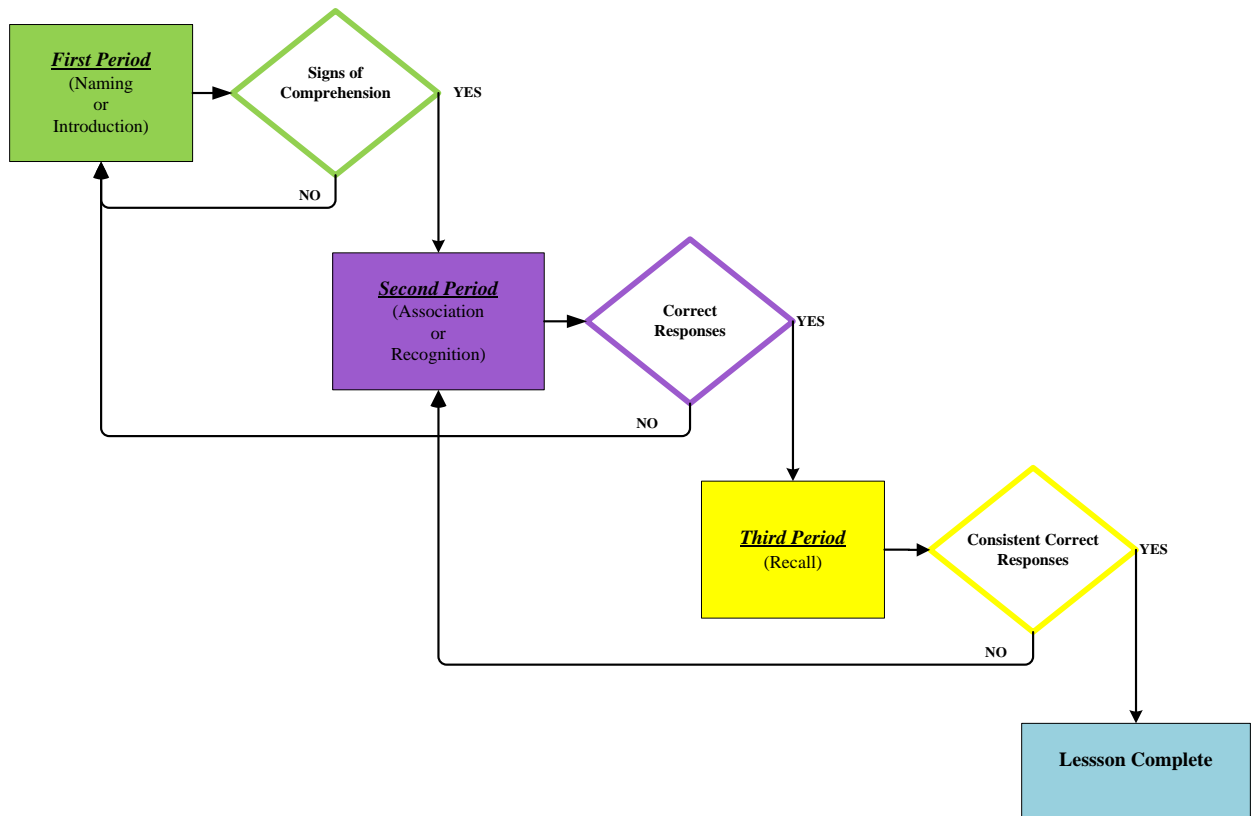 First Period
(Naming
or
Introduction)
Signs of
Comprehension
YES
NO
Second Period
(Association
or
Recognition)
Correct
Responses
YES
NO
Third Period
(Recall)
Consistent Correct
Responses
YES
NO
Lessson Complete